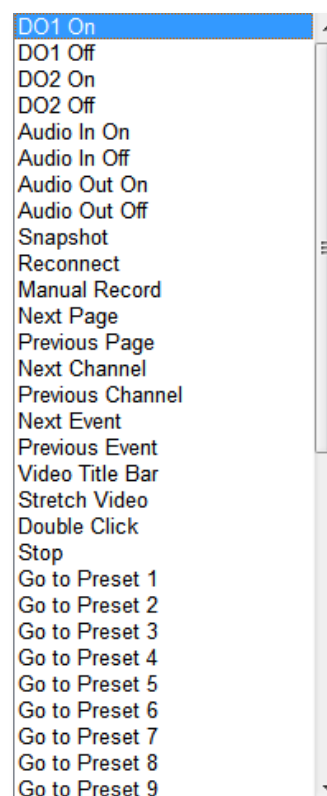 DO1 On
DO1 Off
DO2 On
DO2 Off
Audio In On
Audio In Off
Audio Out On
Audio Out Off
Snapshot
Reconnect
Manual Record
Next Page
Previous Page
Next Channel
Previous Channel
Next Event
Previous Event
Video Title Bar
Stretch Video
Double Click
Stop
Go to Preset 1
Go to Preset 2
Go to Preset 3
Go to Preset 4
Go to Preset 5
Go to Preset 6
Go to Preset 7
Go to Preset 8
Go to Preset 9